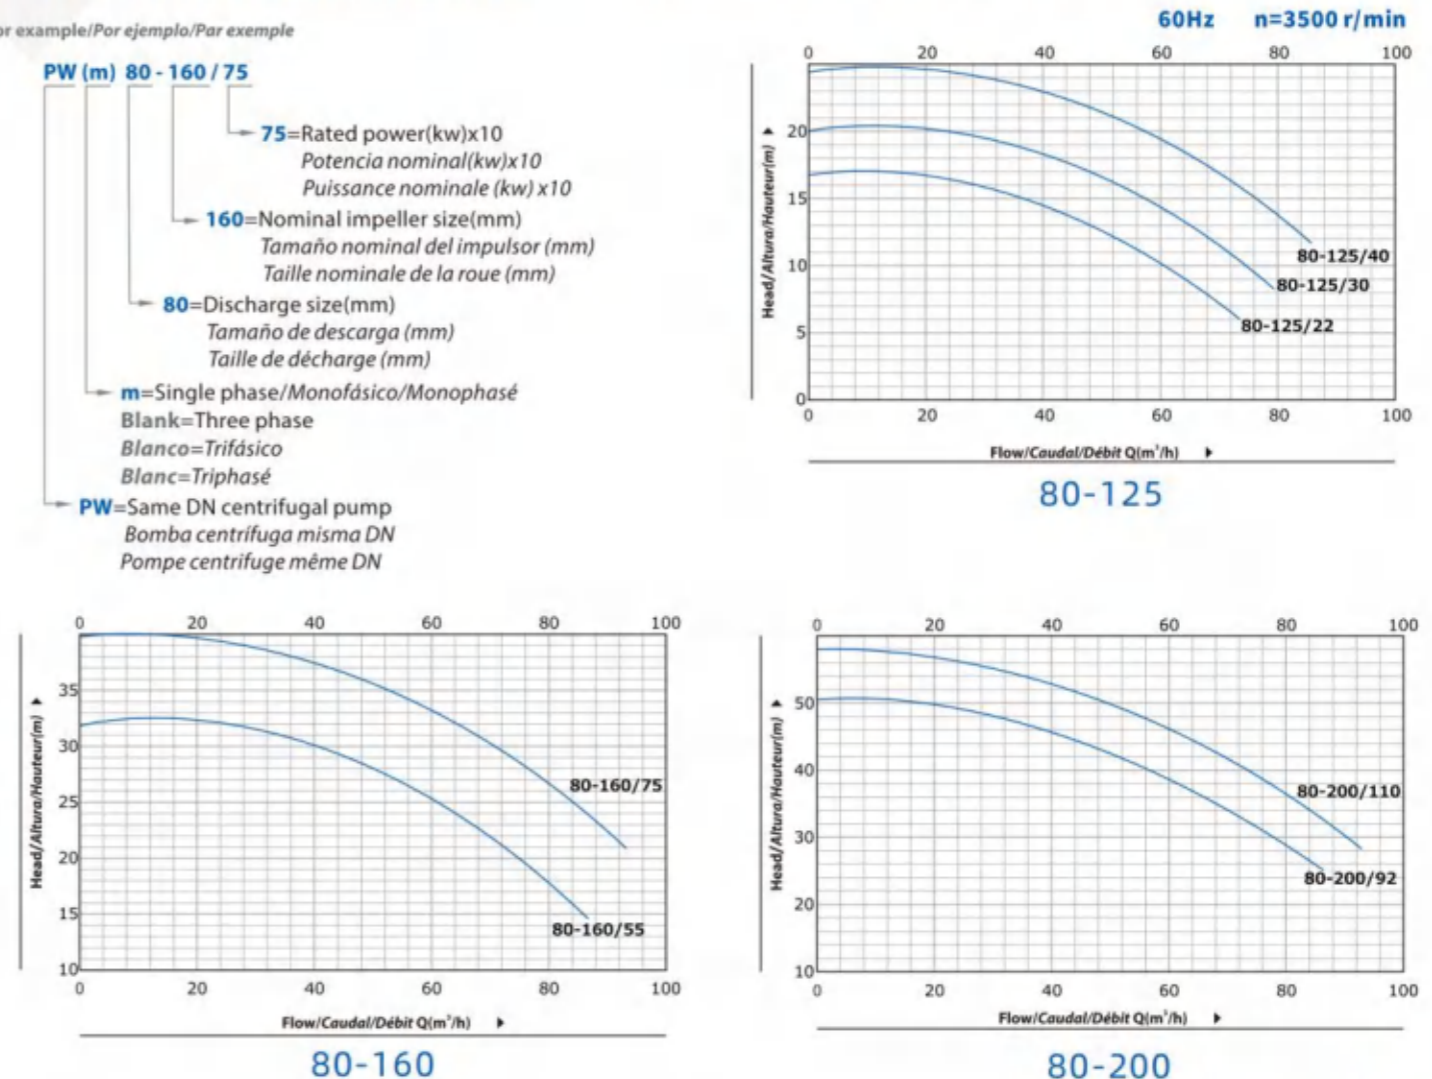 or example/Por ejemplo/Par exemple
PW (m) 80 - 160 / 75
75=Rated power(kw)x10
Potencia nominal(kw)x10
Puissance nominale (kw) x10
160=Nominal impeller size(mm)
Tamaño nominal del impulsor (mm)
Taille nominale de la roue (mm)
80=Discharge size(mm)
Tamaño de descarga (mm)
Taille de décharge (mm)
m=Single phase/Monofásico/Monophasé
Blank=Three phase
Blanco=Trifásico
Blanc=Triphasé
PW=Same DN centrifugal pump
Bomba centrífuga misma DN
Pompe centrifuge même DN
60Hz n=3500 r/min
0 20 40 60 80 100
Head/Altura/Hauteur(m)
20
15
10
5
0
80-125/40
80-125/30
80-125/22
0 20 40 60 80 100
Flow/Caudal/Débit Q(m³/h)
80-125
0 20 40 60 80 100
Head/Altura/Hauteur(m)
35
30
25
20
15
10
80-160/75
80-160/55
0 20 40 60 80 100
Flow/Caudal/Débit Q(m³/h)
80-160
0 20 40 60 80 100
Head/Altura/Hauteur(m)
50
40
30
20
10
80-200/110
80-200/92
0 20 40 60 80 100
Flow/Caudal/Débit Q(m³/h)
80-200